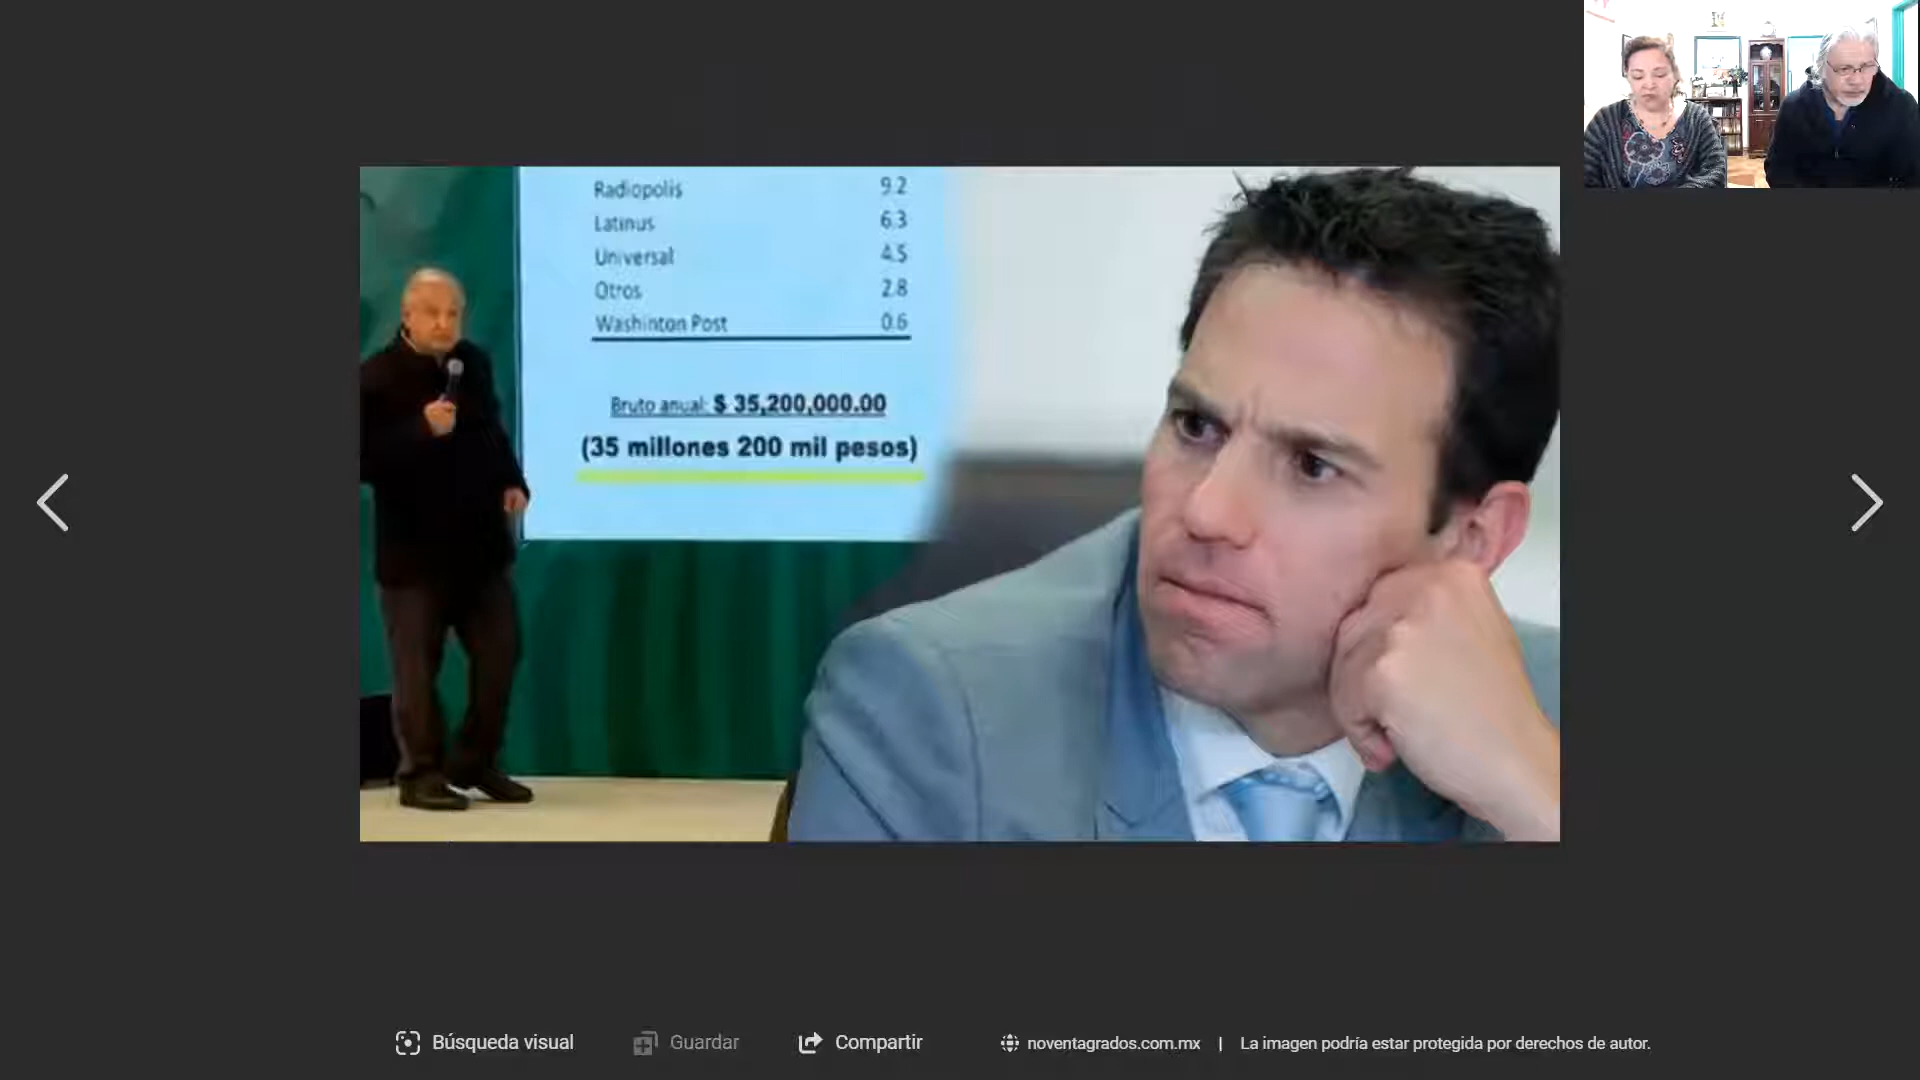 Radiopolis 9.2
Latinus 6.3
Universal 4.5
Otros 2.8
Washinton Post 0.6
Bruto anual: $ 35,200,000.00
(35 millones 200 mil pesos)
Búsqueda visual
Guardar
Compartir
noventagrados.com.mx | La imagen podría estar protegida por derechos de autor.